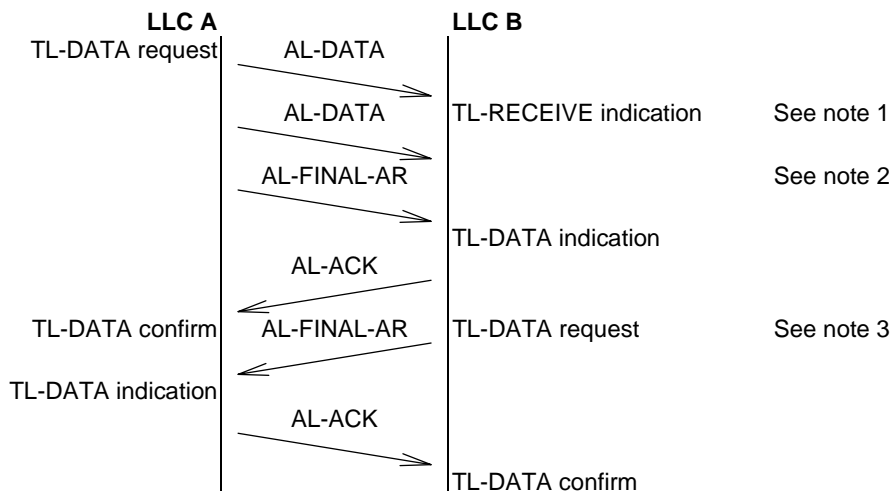 LLC A LLC B
TL-DATA request AL-DATA
AL-DATA TL-RECEIVE indication See note 1
AL-FINAL-AR See note 2
TL-DATA indication
AL-ACK
TL-DATA confirm AL-FINAL-AR TL-DATA request See note 3
TL-DATA indication
AL-ACK
TL-DATA confirm